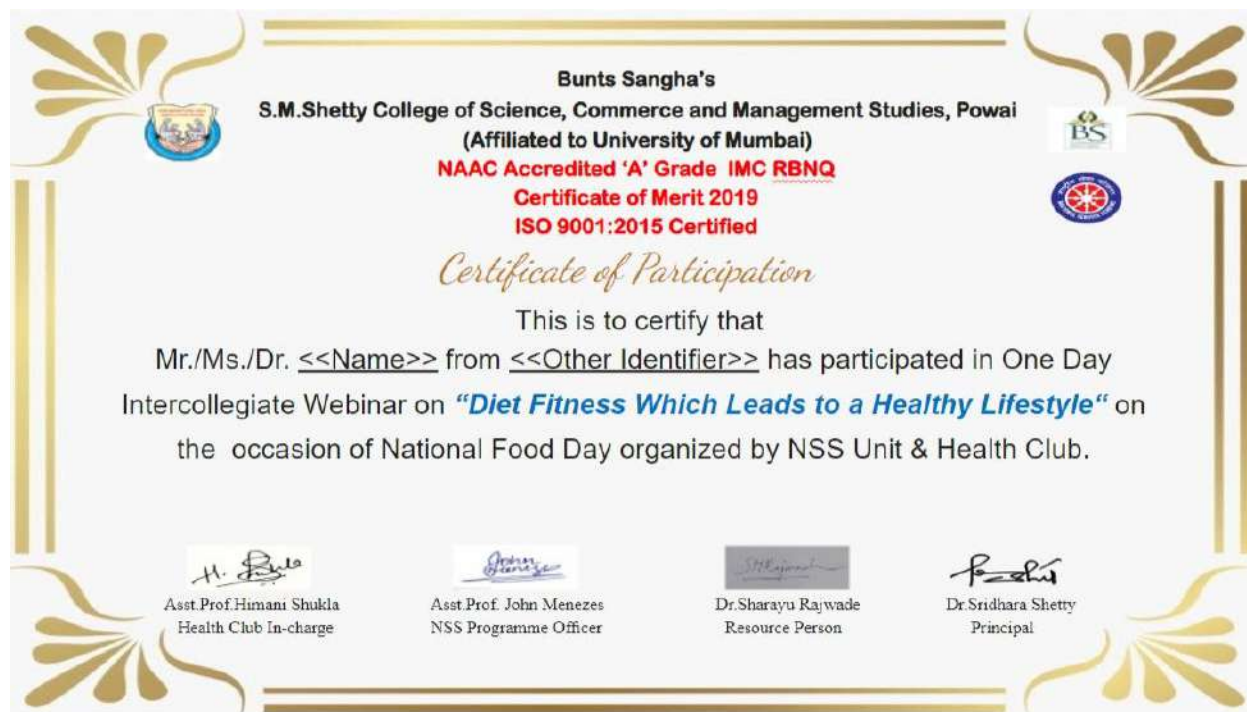 Bunts Sangha's
S.M.Shetty College of Science, Commerce and Management Studies, Powai
(Affiliated to University of Mumbai)
NAAC Accredited ‘A’ Grade IMC RBNQ
Certificate of Merit 2019
ISO 9001:2015 Certified
BS
Certificate of Participation
This is to certify that
Mr./Ms./Dr. <<Name>> from <<Other Identifier>> has participated in One Day
Intercollegiate Webinar on “Diet Fitness Which Leads to a Healthy Lifestyle“ on
the occasion of National Food Day organized by NSS Unit & Health Club.
John
Menezes
Asst.Prof.Himani Shukla
Health Club In-charge
Asst.Prof. John Menezes
NSS Programme Officer
Dr.Sharayu Rajwade
Resource Person
Dr.Sridhara Shetty
Principal